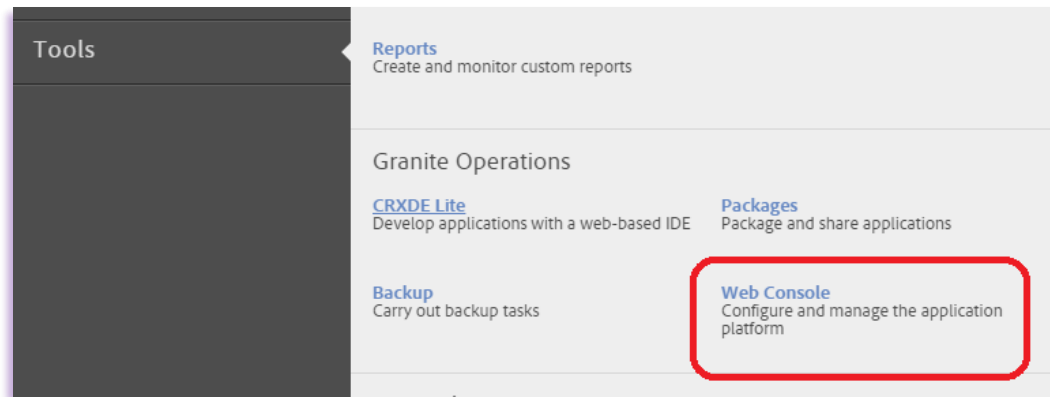 Tools
Reports
Create and monitor custom reports
Granite Operations
CRXDE Lite
Develop applications with a web-based IDE
Packages
Package and share applications
Backup
Carry out backup tasks
Web Console
Configure and manage the application
platform